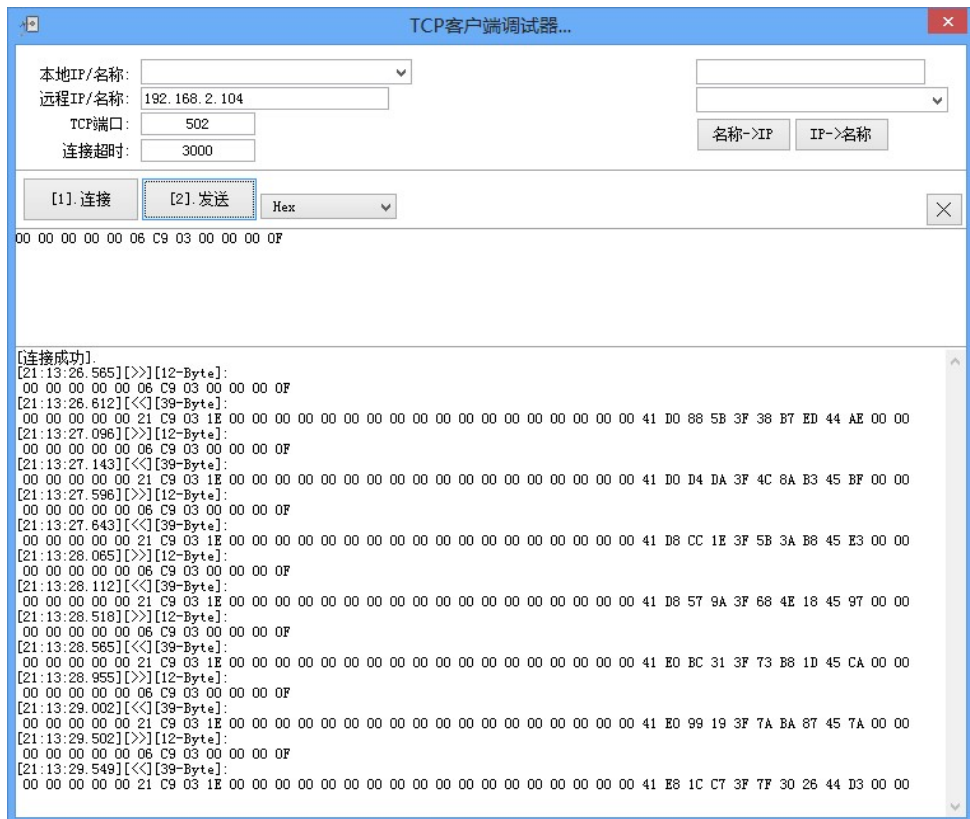 TCP客户端调试器...
本地IP/名称:
远程IP/名称: 192.168.2.104
TCP端口: 502
名称->IP IP->名称
连接超时: 3000
[1].连接 [2].发送 Hex
00 00 00 00 00 06 C9 03 00 00 00 0F
[连接成功].
[21:13:26.565][>>][12-Byte]:
00 00 00 00 00 06 C9 03 00 00 00 0F
[21:13:26.612][<<][39-Byte]:
00 00 00 00 00 21 C9 03 1E 00 00 00 00 00 00 00 00 00 00 00 00 00 00 00 00 00 00 41 D0 88 5B 3F 38 B7 ED 44 AE 00 00
[21:13:27.096][>>][12-Byte]:
00 00 00 00 00 06 C9 03 00 00 00 0F
[21:13:27.143][<<][39-Byte]:
00 00 00 00 00 21 C9 03 1E 00 00 00 00 00 00 00 00 00 00 00 00 00 00 00 00 00 00 41 D0 D4 DA 3F 4C 8A B3 45 BF 00 00
[21:13:27.596][>>][12-Byte]:
00 00 00 00 00 06 C9 03 00 00 00 0F
[21:13:27.643][<<][39-Byte]:
00 00 00 00 00 21 C9 03 1E 00 00 00 00 00 00 00 00 00 00 00 00 00 00 00 00 00 00 41 D8 CC 1E 3F 5B 3A B8 45 E3 00 00
[21:13:28.065][>>][12-Byte]:
00 00 00 00 00 06 C9 03 00 00 00 0F
[21:13:28.112][<<][39-Byte]:
00 00 00 00 00 21 C9 03 1E 00 00 00 00 00 00 00 00 00 00 00 00 00 00 00 00 00 00 41 D8 57 9A 3F 68 4E 18 45 97 00 00
[21:13:28.518][>>][12-Byte]:
00 00 00 00 00 06 C9 03 00 00 00 0F
[21:13:28.565][<<][39-Byte]:
00 00 00 00 00 21 C9 03 1E 00 00 00 00 00 00 00 00 00 00 00 00 00 00 00 00 00 00 41 E0 BC 31 3F 73 B8 1D 45 CA 00 00
[21:13:28.955][>>][12-Byte]:
00 00 00 00 00 06 C9 03 00 00 00 0F
[21:13:29.002][<<][39-Byte]:
00 00 00 00 00 21 C9 03 1E 00 00 00 00 00 00 00 00 00 00 00 00 00 00 00 00 00 00 41 E0 99 19 3F 7A BA 87 45 7A 00 00
[21:13:29.502][>>][12-Byte]:
00 00 00 00 00 06 C9 03 00 00 00 0F
[21:13:29.549][<<][39-Byte]:
00 00 00 00 00 21 C9 03 1E 00 00 00 00 00 00 00 00 00 00 00 00 00 00 00 00 00 00 41 E8 1C C7 3F 7F 30 26 44 D3 00 00